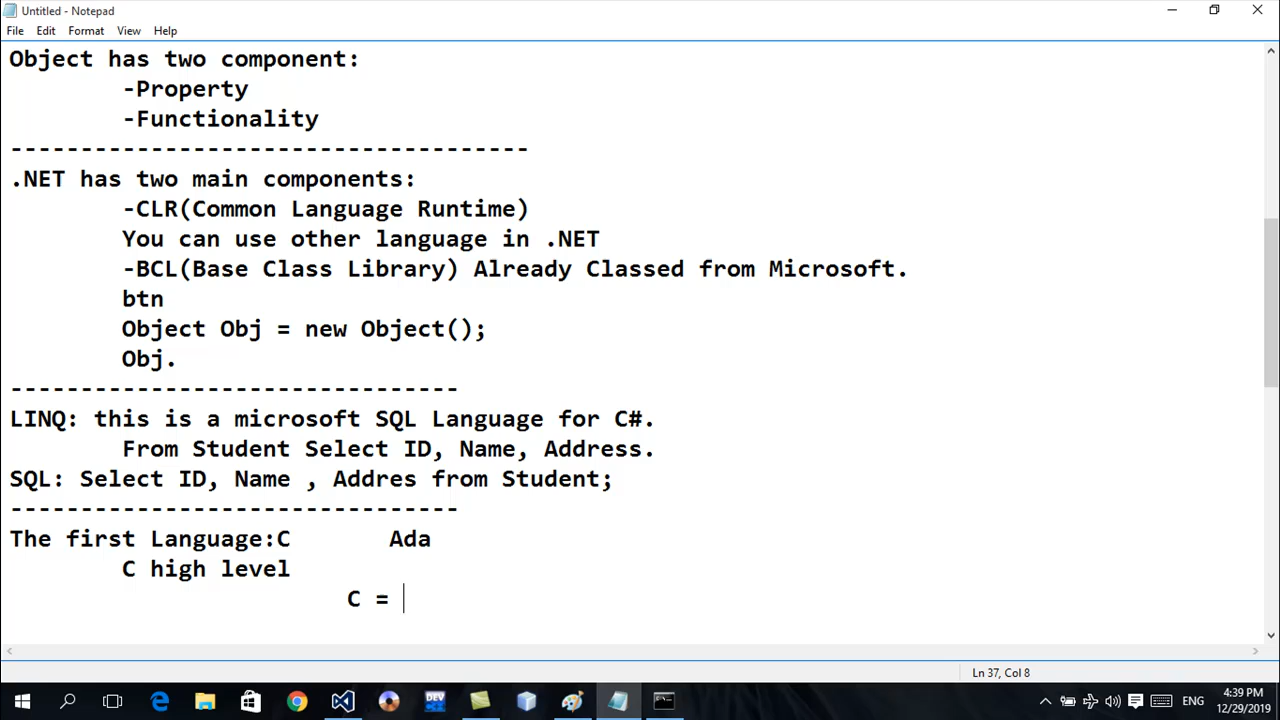 Untitled - Notepad
File Edit Format View Help
Object has two component:
-Property
-Functionality
-------------------------------------
.NET has two main components:
-CLR(Common Language Runtime)
You can use other language in .NET
-BCL(Base Class Library) Already Classed from Microsoft.
btn
Object Obj = new Object();
Obj.
--------------------------------
LINQ: this is a microsoft SQL Language for C#.
From Student Select ID, Name, Address.
SQL: Select ID, Name , Addres from Student;
--------------------------------
The first Language:C Ada
C high level
C =
Ln 37, Col 8
DEV
ENG
4:39 PM
12/29/2019